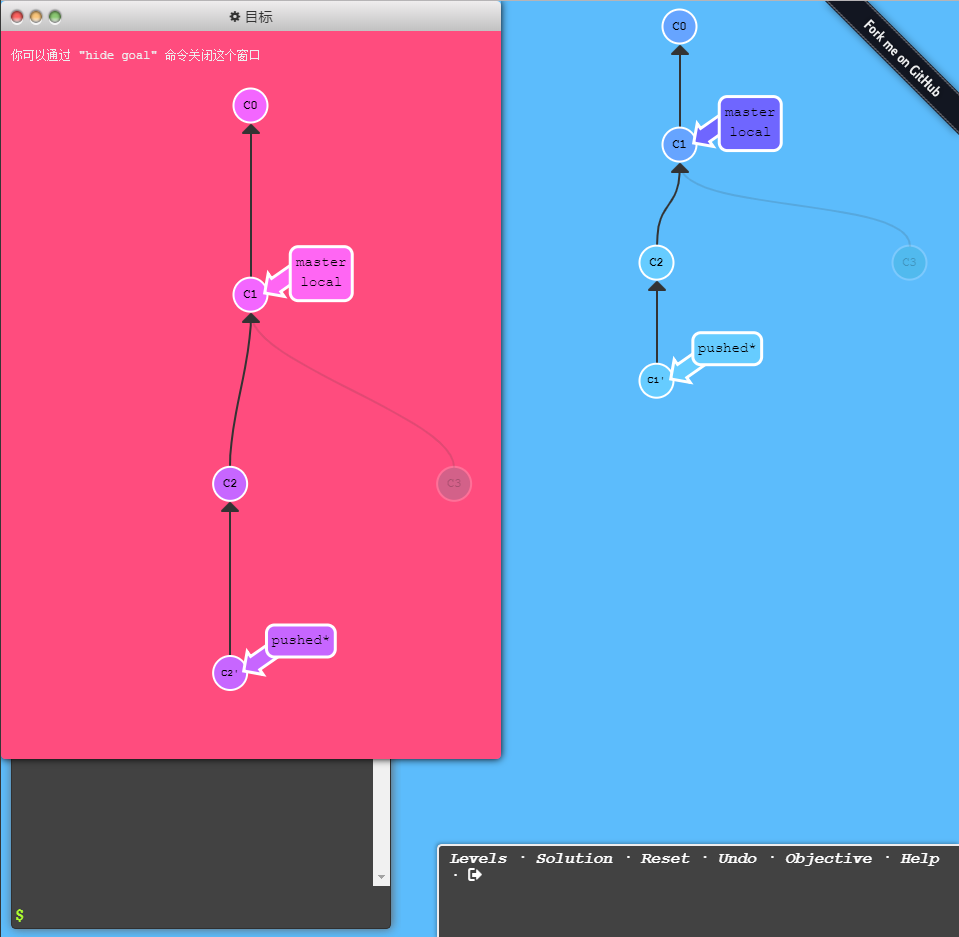 目标
你可以通过 "hide goal" 命令关闭这个窗口
C0
master
local
C1
C2
C3
pushed*
C2'
C0
master
local
C1
C2
C3
pushed*
C1'
Fork me on GitHub
$
Levels · Solution · Reset · Undo · Objective · Help
·